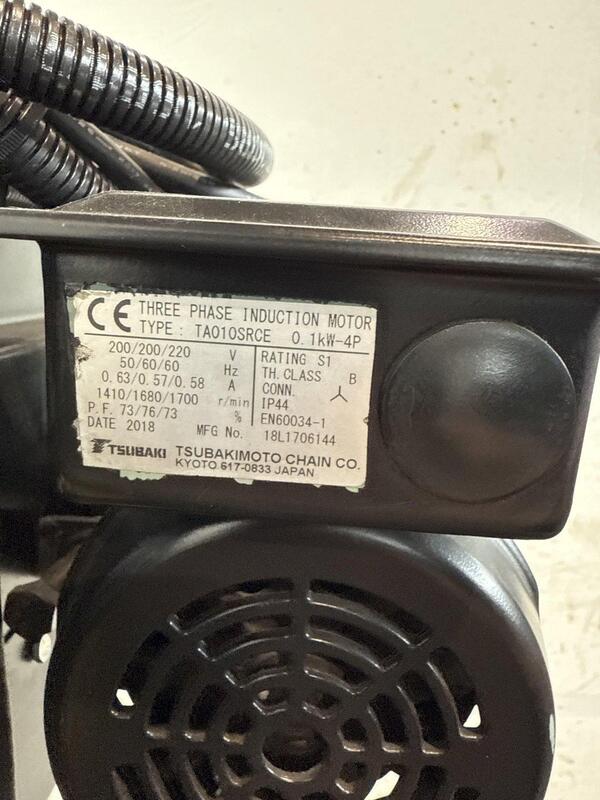 CE THREE PHASE INDUCTION MOTOR
TYPE : TA010SRCE 0.1kW-4P
200/200/220 V
50/60/60 Hz
0.63/0.57/0.58 A
1410/1680/1700 r/min
P.F. 73/76/73 %
DATE 2018 MFG No. 18L1706144
RATING S1
TH.CLASS B
CONN.
IP44
EN60034-1
TSUBAKI TSUBAKIMOTO CHAIN CO.
KYOTO 617-0833 JAPAN